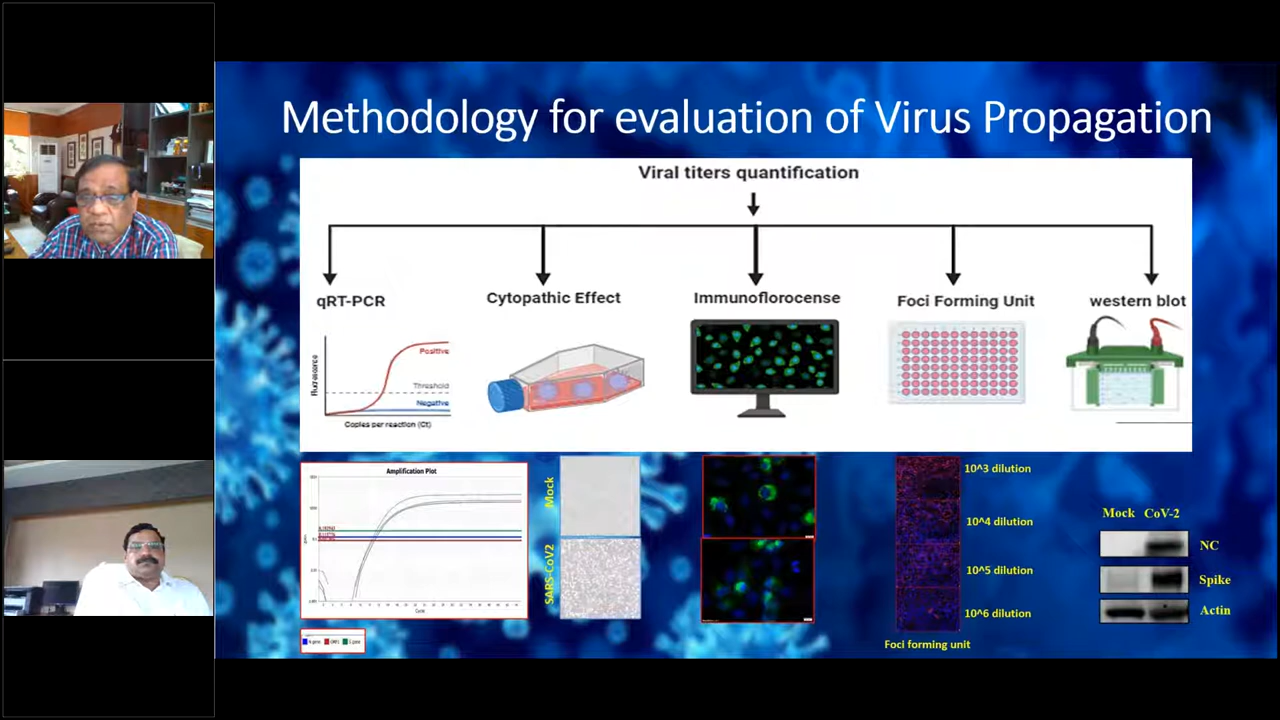 Methodology for evaluation of Virus Propagation
Viral titers quantification
qRT-PCR
Cytopathic Effect
Immunoflorocense
Foci Forming Unit
western blot
Positive
Threshold
Negative
Copies per reaction (Ct)
Amplification Plot
Cycle
Mock
SARS-CoV2
10^3 dilution
10^4 dilution
10^5 dilution
10^6 dilution
Foci forming unit
Mock CoV-2
NC
Spike
Actin